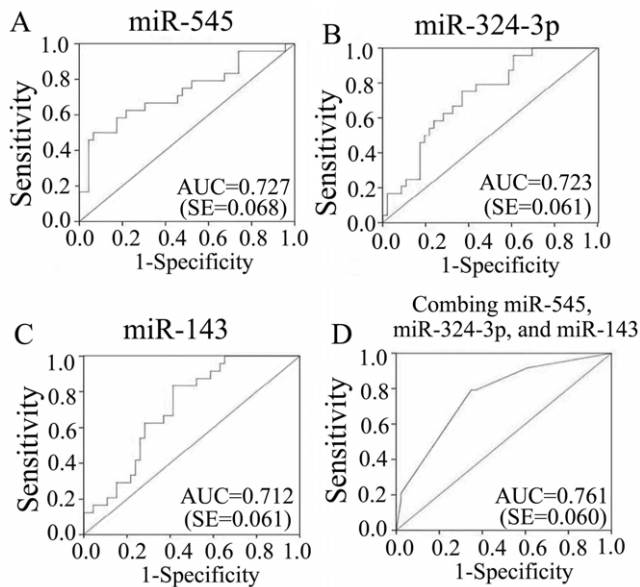 A
miR-545
Sensitivity
1.0
0.8
0.6
0.4
0.2
0.0
AUC=0.727
(SE=0.068)
0.0 0.2 0.4 0.6 0.8 1.0
1-Specificity
B
miR-324-3p
Sensitivity
1.0
0.8
0.6
0.4
0.2
0.0
AUC=0.723
(SE=0.061)
0.0 0.2 0.4 0.6 0.8 1.0
1-Specificity
C
miR-143
Sensitivity
1.0
0.8
0.6
0.4
0.2
0.0
AUC=0.712
(SE=0.061)
0.0 0.2 0.4 0.6 0.8 1.0
1-Specificity
Combing miR-545,
D miR-324-3p, and miR-143
Sensitivity
1.0
0.8
0.6
0.4
0.2
0.0
AUC=0.761
(SE=0.060)
0.0 0.2 0.4 0.6 0.8 1.0
1-Specificity